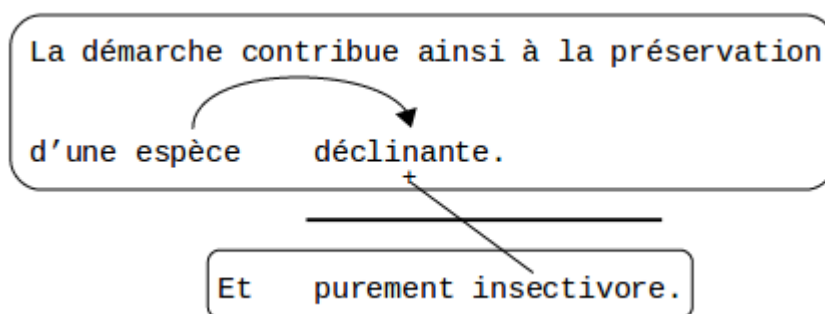 La démarche contribue ainsi à la préservation
d’une espèce déclinante.
+
Et purement insectivore.